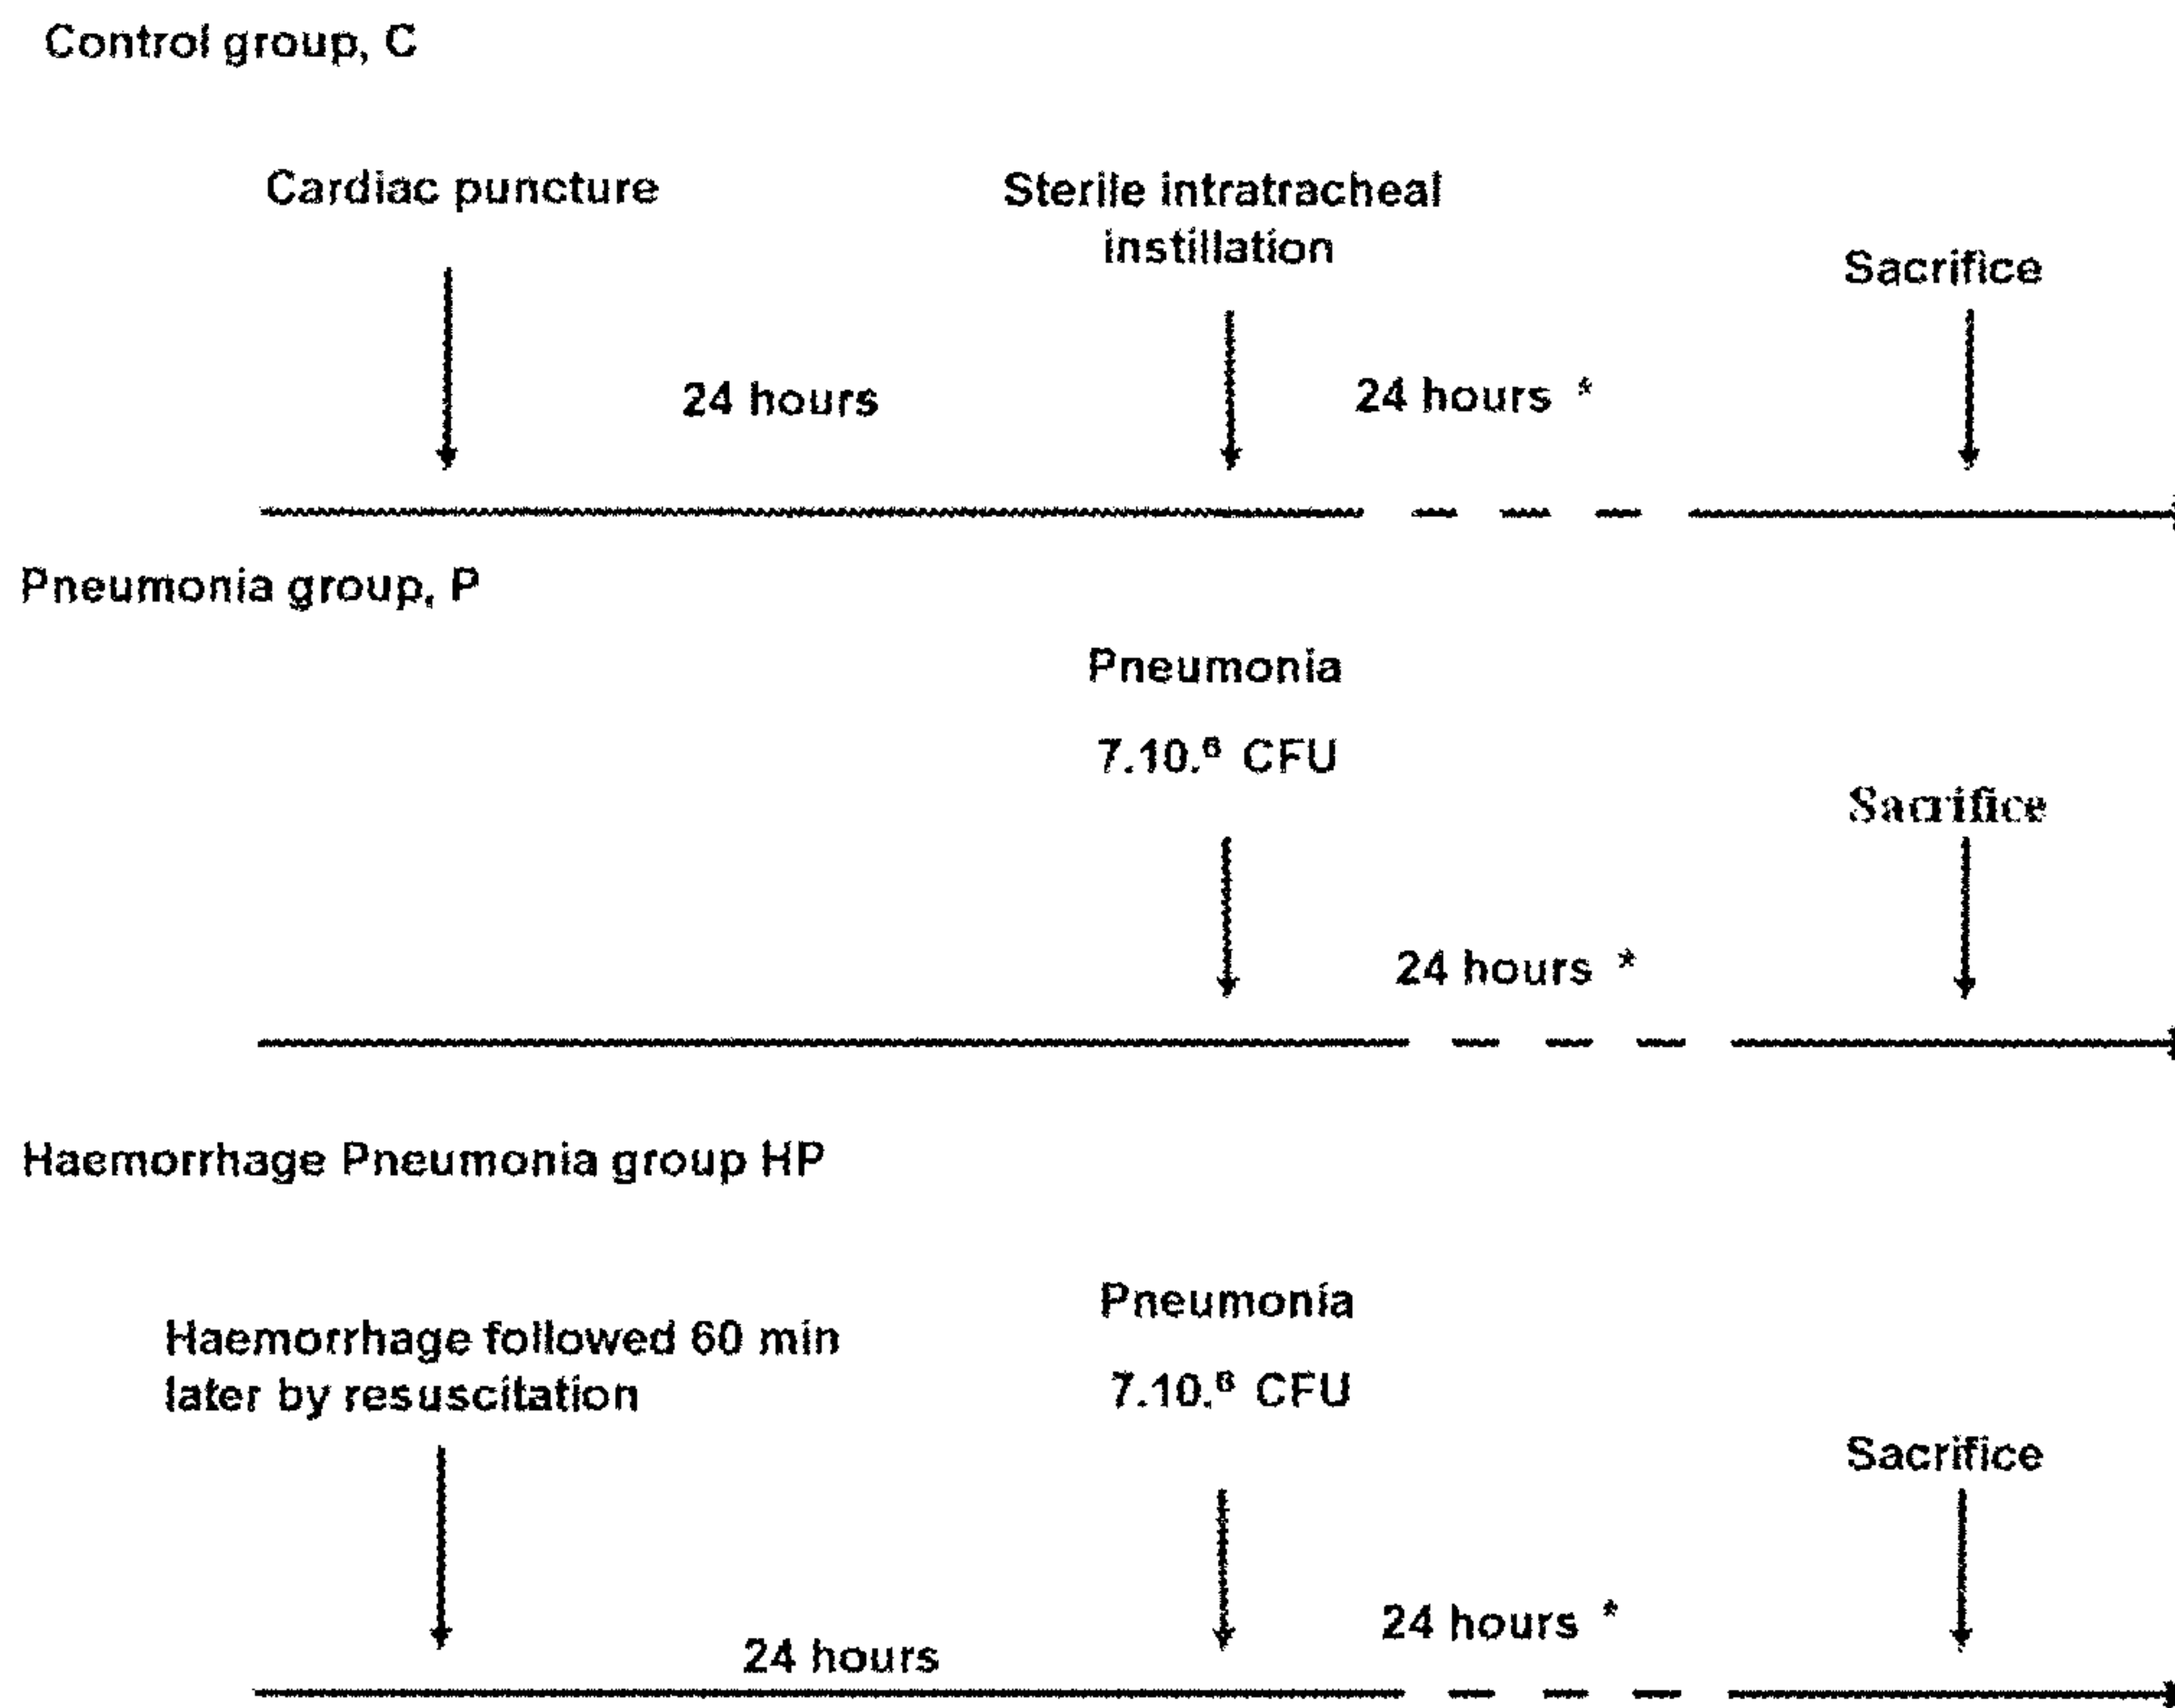 Control group, C
Cardiac puncture
Sterile intratracheal
instillation
Sacrifice
24 hours
24 hours *
Pneumonia group, P
Pneumonia
7.10.⁶ CFU
Sacrifice
24 hours *
Haemorrhage Pneumonia group HP
Haemorrhage followed 60 min
later by resuscitation
Pneumonia
7.10.⁶ CFU
Sacrifice
24 hours
24 hours *